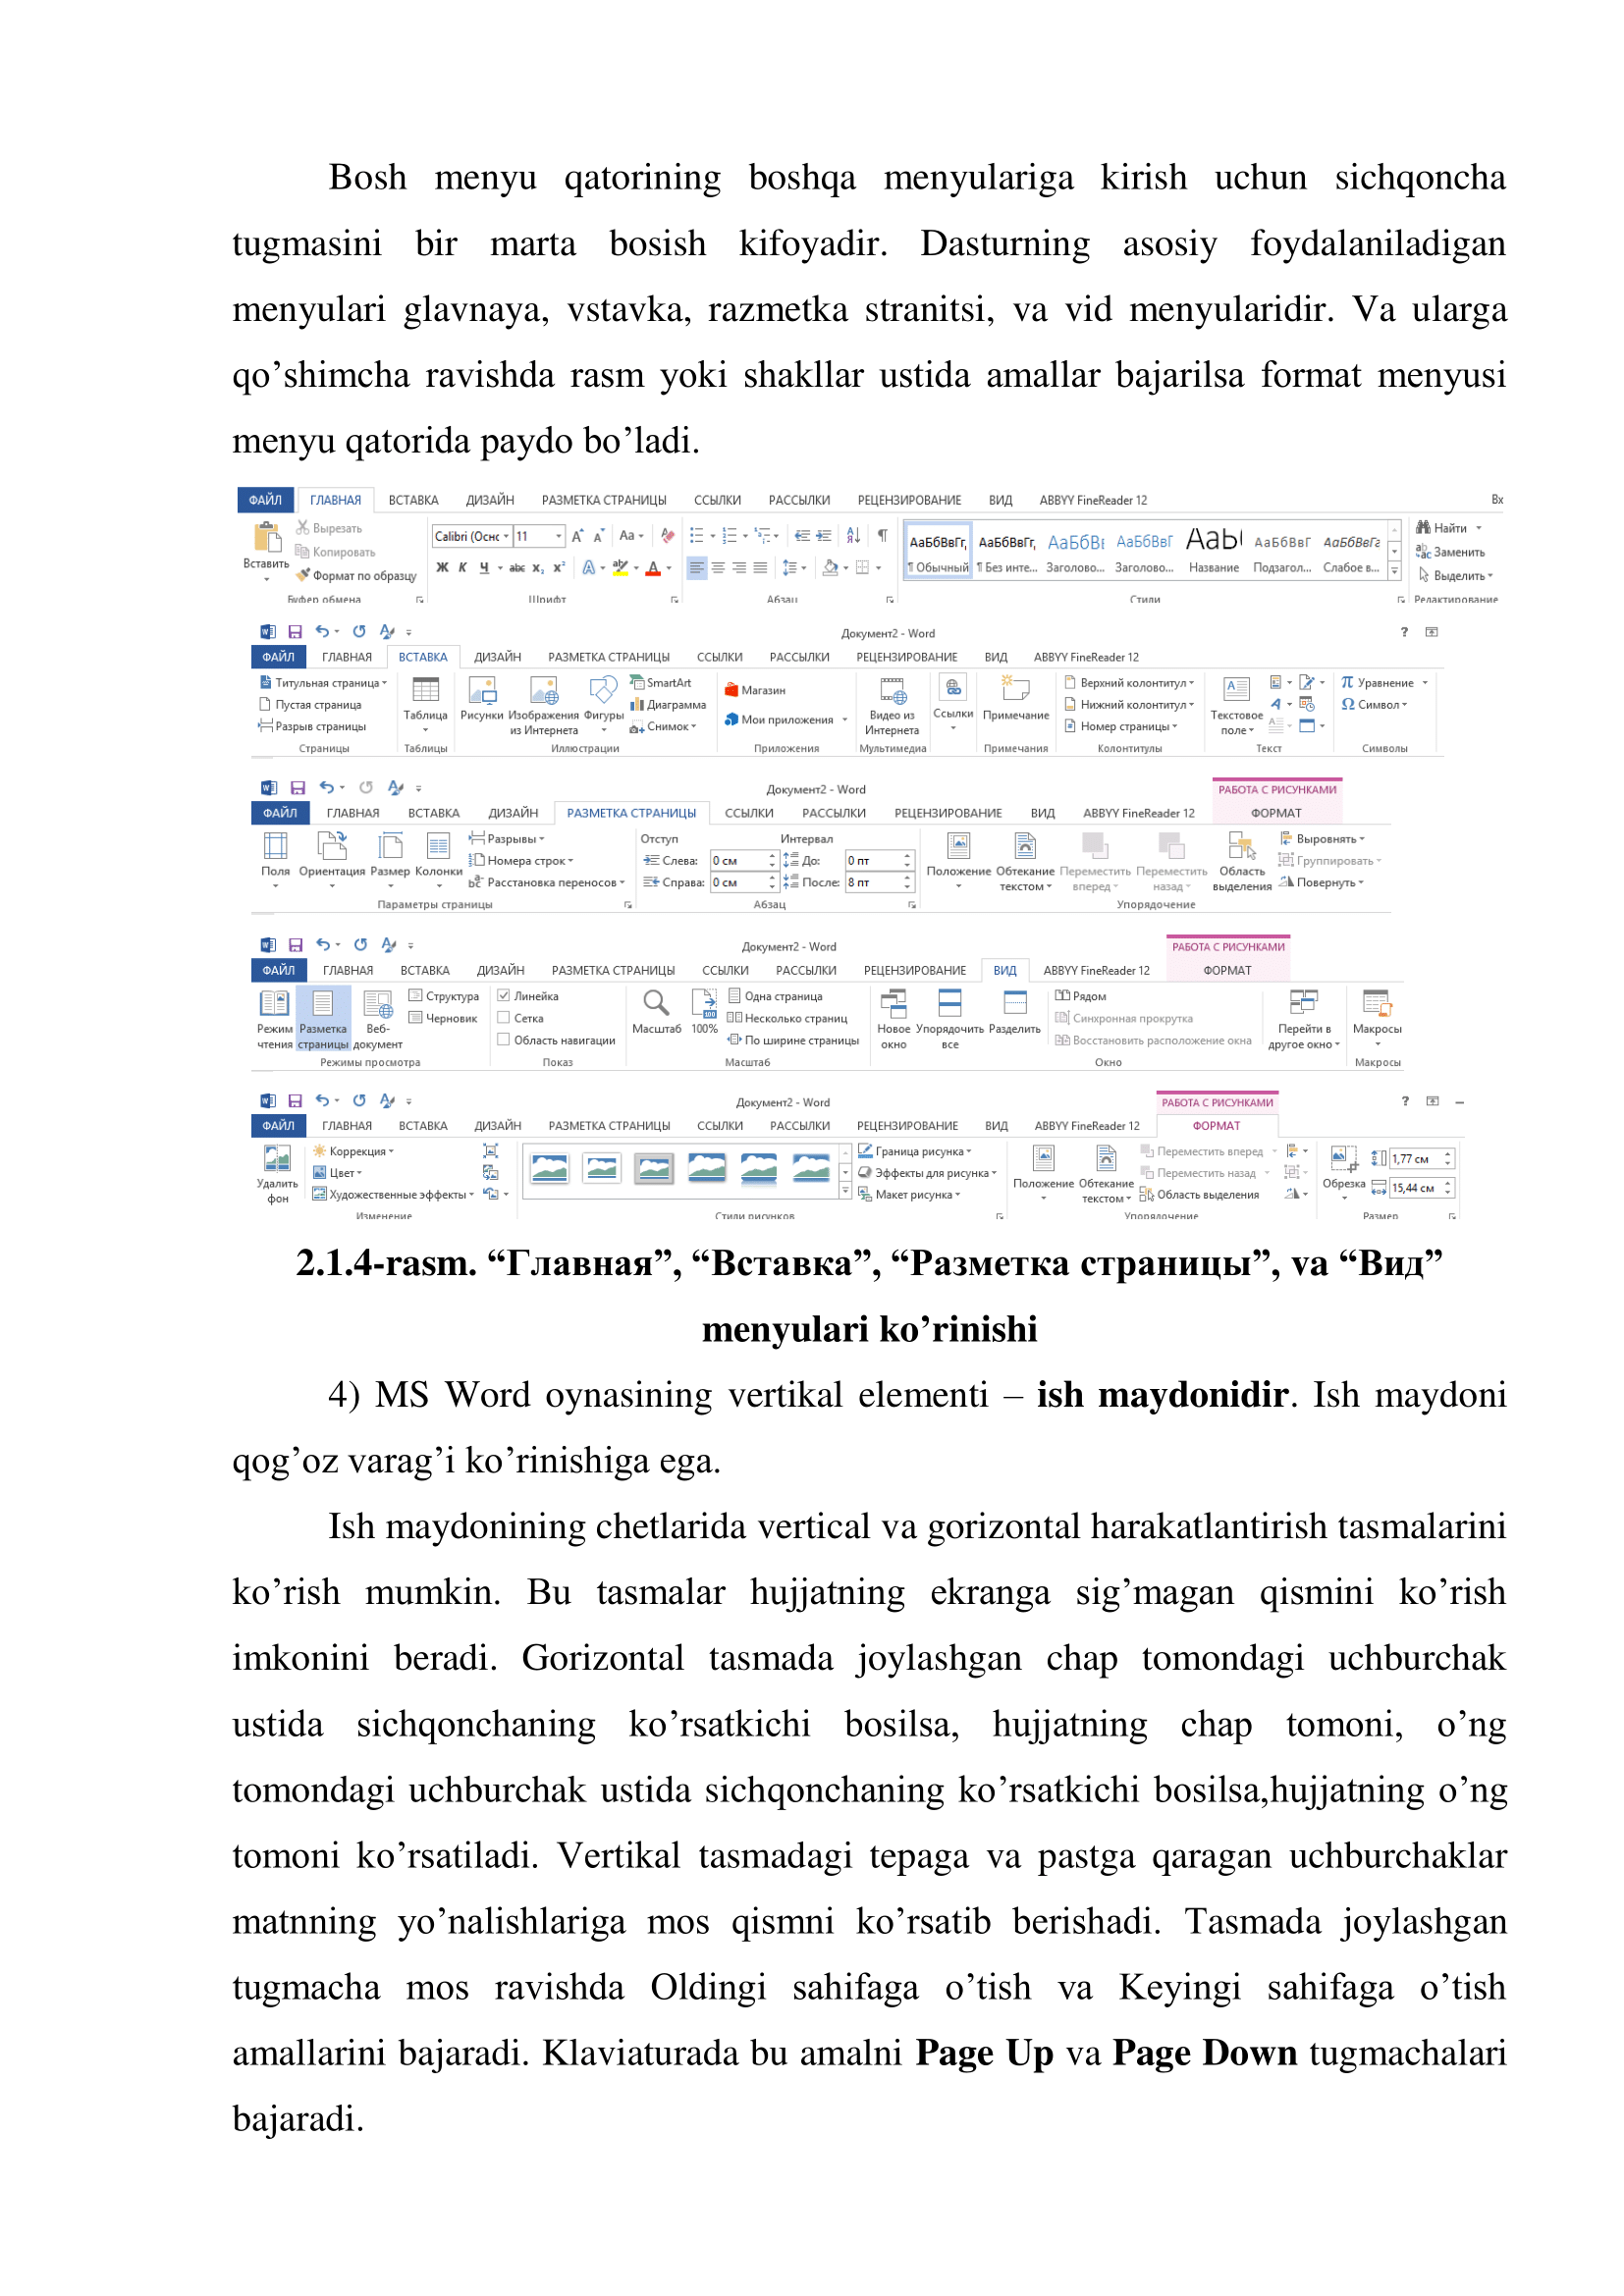 Bosh menyu qatorining boshqa menyulariga kirish uchun sichqoncha
tugmasini bir marta bosish kifoyadir. Dasturning asosiy foydalaniladigan
menyulari glavnaya, vstavka, razmetka stranitsi, va vid menyularidir. Va ularga
qo’shimcha ravishda rasm yoki shakllar ustida amallar bajarilsa format menyusi
menyu qatorida paydo bo’ladi.
ФАЙЛ ГЛАВНАЯ ВСТАВКА ДИЗАЙН РАЗМЕТКА СТРАНИЦЫ ССЫЛКИ РАССЫЛКИ РЕЦЕНЗИРОВАНИЕ ВИД ABBYY FineReader 12 Вх
Вставить Вырезать Копировать Формат по образцу
Calibri (Оснс 11 Aa
Ж К Ч abc x₂ x²
АаБбВвГг, АаБбВвГг, АаБбВі АаБбВвГ Ааbі АаБбВвГ АаБбВвГг
¶ Обычный ¶ Без инте... Заголово... Заголово... Название Подзагол... Слабое в...
Найти Заменить Выделить
Буфер обмена Шрифт Абзац Стили Редактирование
Документ2 - Word
ФАЙЛ ГЛАВНАЯ ВСТАВКА ДИЗАЙН РАЗМЕТКА СТРАНИЦЫ ССЫЛКИ РАССЫЛКИ РЕЦЕНЗИРОВАНИЕ ВИД ABBYY FineReader 12
Титульная страница Пустая страница Разрыв страницы
Таблица Рисунки Изображения из Интернета Фигуры SmartArt Диаграмма Снимок
Магазин Мои приложения Видео из Интернета Ссылки Примечание
Верхний колонтитул Нижний колонтитул Номер страницы
Текстовое поле Уравнение Символ
Страницы Таблицы Иллюстрации Приложения Мультимедиа Примечания Колонтитулы Текст Символы
Документ2 - Word РАБОТА С РИСУНКАМИ
ФАЙЛ ГЛАВНАЯ ВСТАВКА ДИЗАЙН РАЗМЕТКА СТРАНИЦЫ ССЫЛКИ РАССЫЛКИ РЕЦЕНЗИРОВАНИЕ ВИД ABBYY FineReader 12 ФОРМАТ
Поля Ориентация Размер Колонки Разрывы Номера строк Расстановка переносов
Отступ Интервал
Слева: 0 см До: 0 пт
Справа: 0 см После: 8 пт
Положение Обтекание текстом Переместить вперед Переместить назад Область выделения Выровнять Группировать Повернуть
Параметры страницы Абзац Упорядочение
Документ2 - Word РАБОТА С РИСУНКАМИ
ФАЙЛ ГЛАВНАЯ ВСТАВКА ДИЗАЙН РАЗМЕТКА СТРАНИЦЫ ССЫЛКИ РАССЫЛКИ РЕЦЕНЗИРОВАНИЕ ВИД ABBYY FineReader 12 ФОРМАТ
Режим чтения Разметка страницы Веб-документ Структура Черновик
Линейка Сетка Область навигации
Масштаб 100% Одна страница Несколько страниц По ширине страницы
Новое окно Упорядочить все Разделить Рядом Синхронная прокрутка Восстановить расположение окна
Перейти в другое окно Макросы
Режимы просмотра Показ Масштаб Окно Макросы
Документ2 - Word РАБОТА С РИСУНКАМИ
ФАЙЛ ГЛАВНАЯ ВСТАВКА ДИЗАЙН РАЗМЕТКА СТРАНИЦЫ ССЫЛКИ РАССЫЛКИ РЕЦЕНЗИРОВАНИЕ ВИД ABBYY FineReader 12 ФОРМАТ
Удалить фон Коррекция Цвет Художественные эффекты
Граница рисунка Эффекты для рисунка Макет рисунка
Положение Обтекание текстом Переместить вперед Переместить назад Область выделения
Обрезка 1,77 см 15,44 см
Изменение Стили рисунков Упорядочение Размер
2.1.4-rasm. “Главная”, “Вставка”, “Разметка страницы”, va “Вид”
menyulari ko’rinishi
4) MS Word oynasining vertikal elementi – ish maydonidir. Ish maydoni
qog’oz varag’i ko’rinishiga ega.
Ish maydonining chetlarida vertical va gorizontal harakatlantirish tasmalarini
ko’rish mumkin. Bu tasmalar hujjatning ekranga sig’magan qismini ko’rish
imkonini beradi. Gorizontal tasmada joylashgan chap tomondagi uchburchak
ustida sichqonchaning ko’rsatkichi bosilsa, hujjatning chap tomoni, o’ng
tomondagi uchburchak ustida sichqonchaning ko’rsatkichi bosilsa,hujjatning o’ng
tomoni ko’rsatiladi. Vertikal tasmadagi tepaga va pastga qaragan uchburchaklar
matnning yo’nalishlariga mos qismni ko’rsatib berishadi. Tasmada joylashgan
tugmacha mos ravishda Oldingi sahifaga o’tish va Keyingi sahifaga o’tish
amallarini bajaradi. Klaviaturada bu amalni Page Up va Page Down tugmachalari
bajaradi.